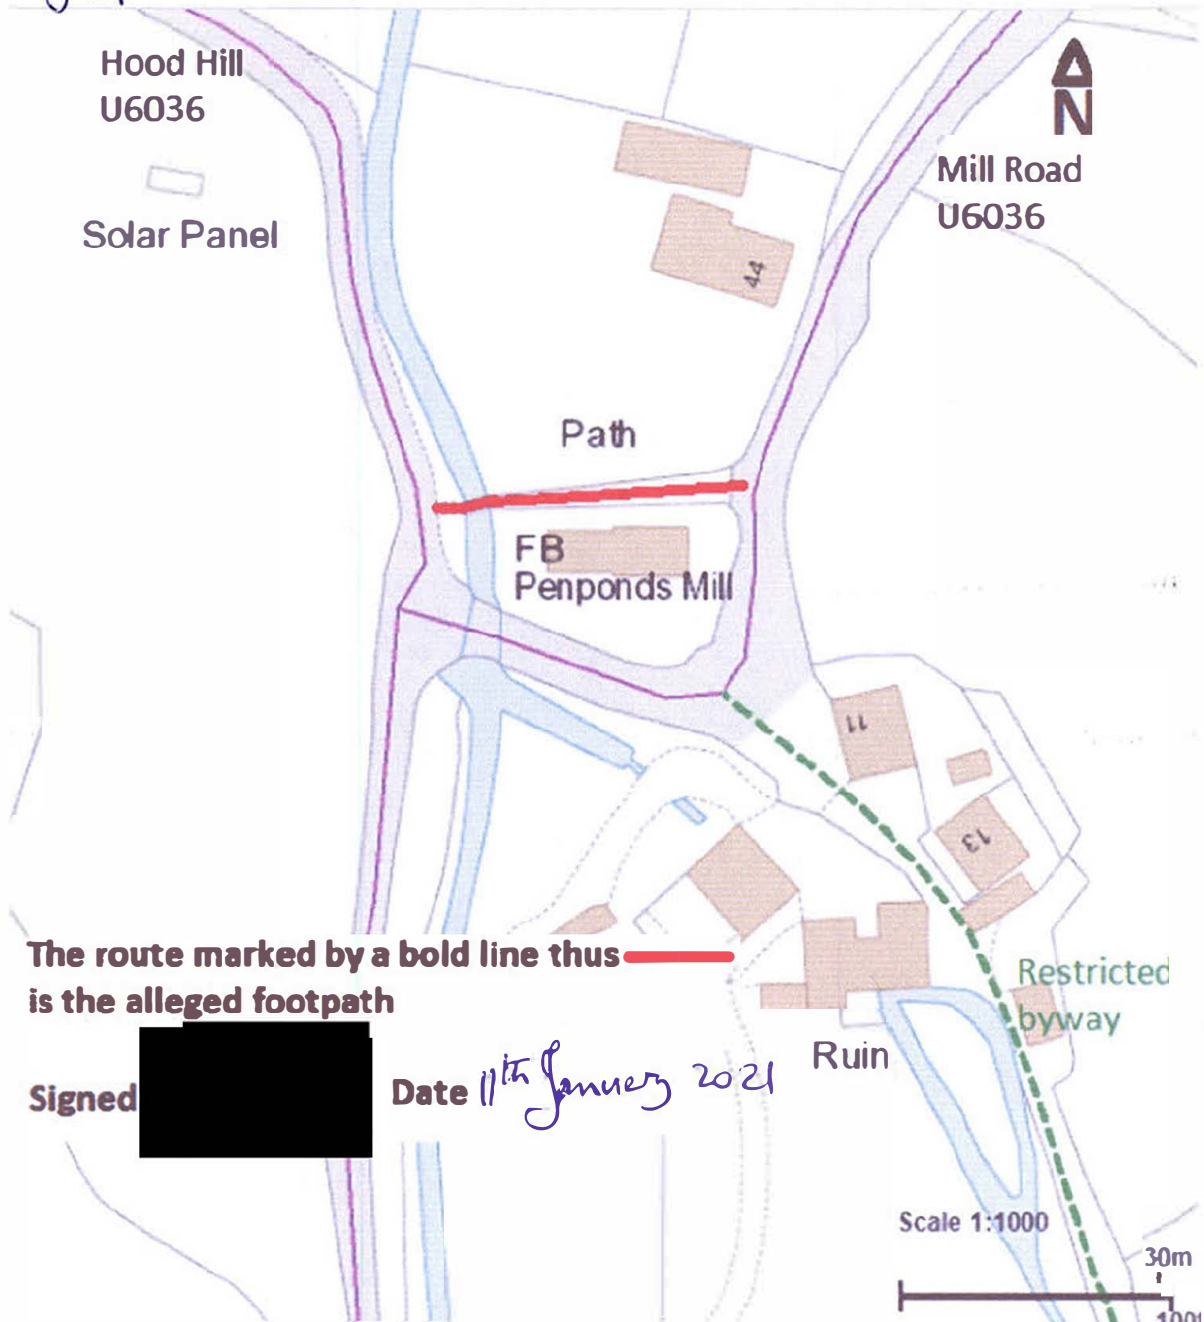 Hood Hill
U6036
N
Mill Road
U6036
Solar Panel
44
Path
FB
Penponds Mill
11
13
The route marked by a bold line thus
is the alleged footpath
Restricted
byway
Ruin
Signed
Date 11th January 2021
Scale 1:1000
30m